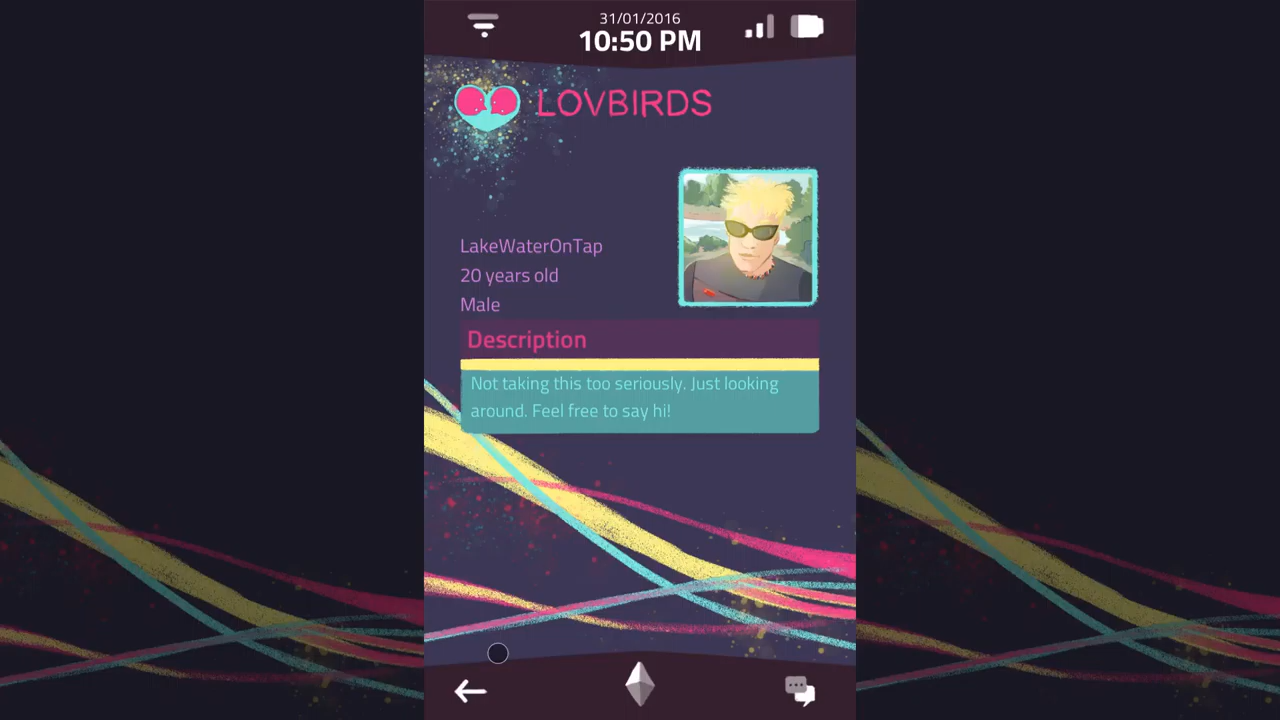 31/01/2016
10:50 PM
LOVBIRDS
LakeWaterOnTap
20 years old
Male
Description
Not taking this too seriously. Just looking
around. Feel free to say hi!